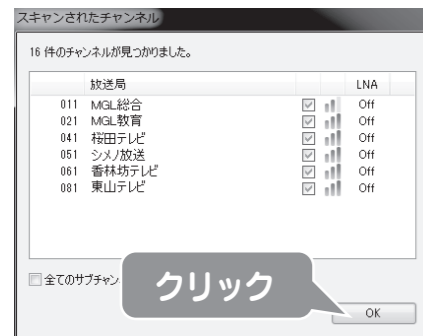 スキャンされたチャンネル
16 件のチャンネルが見つかりました。
放送局 LNA
011 MGL総合 Off
021 MGL教育 Off
041 桜田テレビ Off
051 シメノ放送 Off
061 香林坊テレビ Off
081 東山テレビ Off
全てのサブチャン
クリック
OK